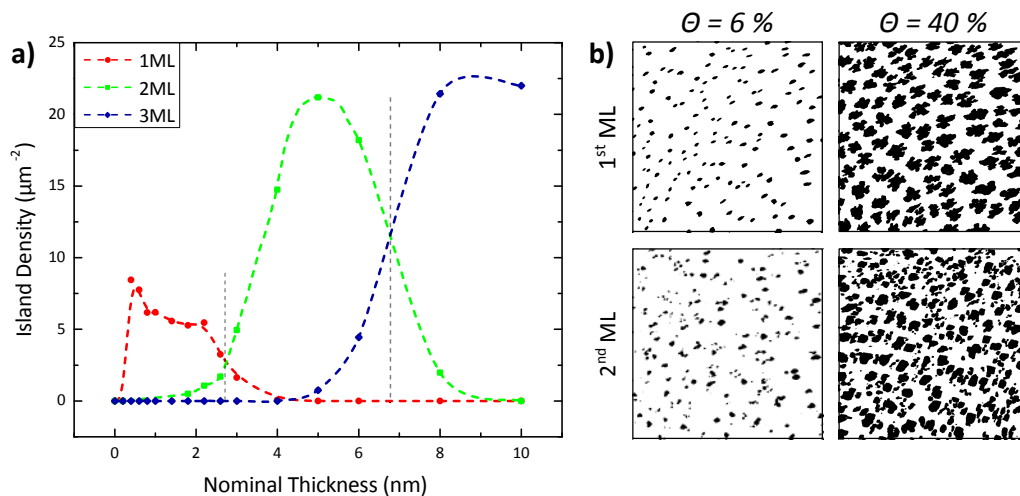 a)
25
20
15
10
5
0
Island Density (µm⁻²)
1ML
2ML
3ML
0
2
4
6
8
10
Nominal Thickness (nm)
b)
Θ = 6 %
Θ = 40 %
1ˢᵗ ML
2ⁿᵈ ML